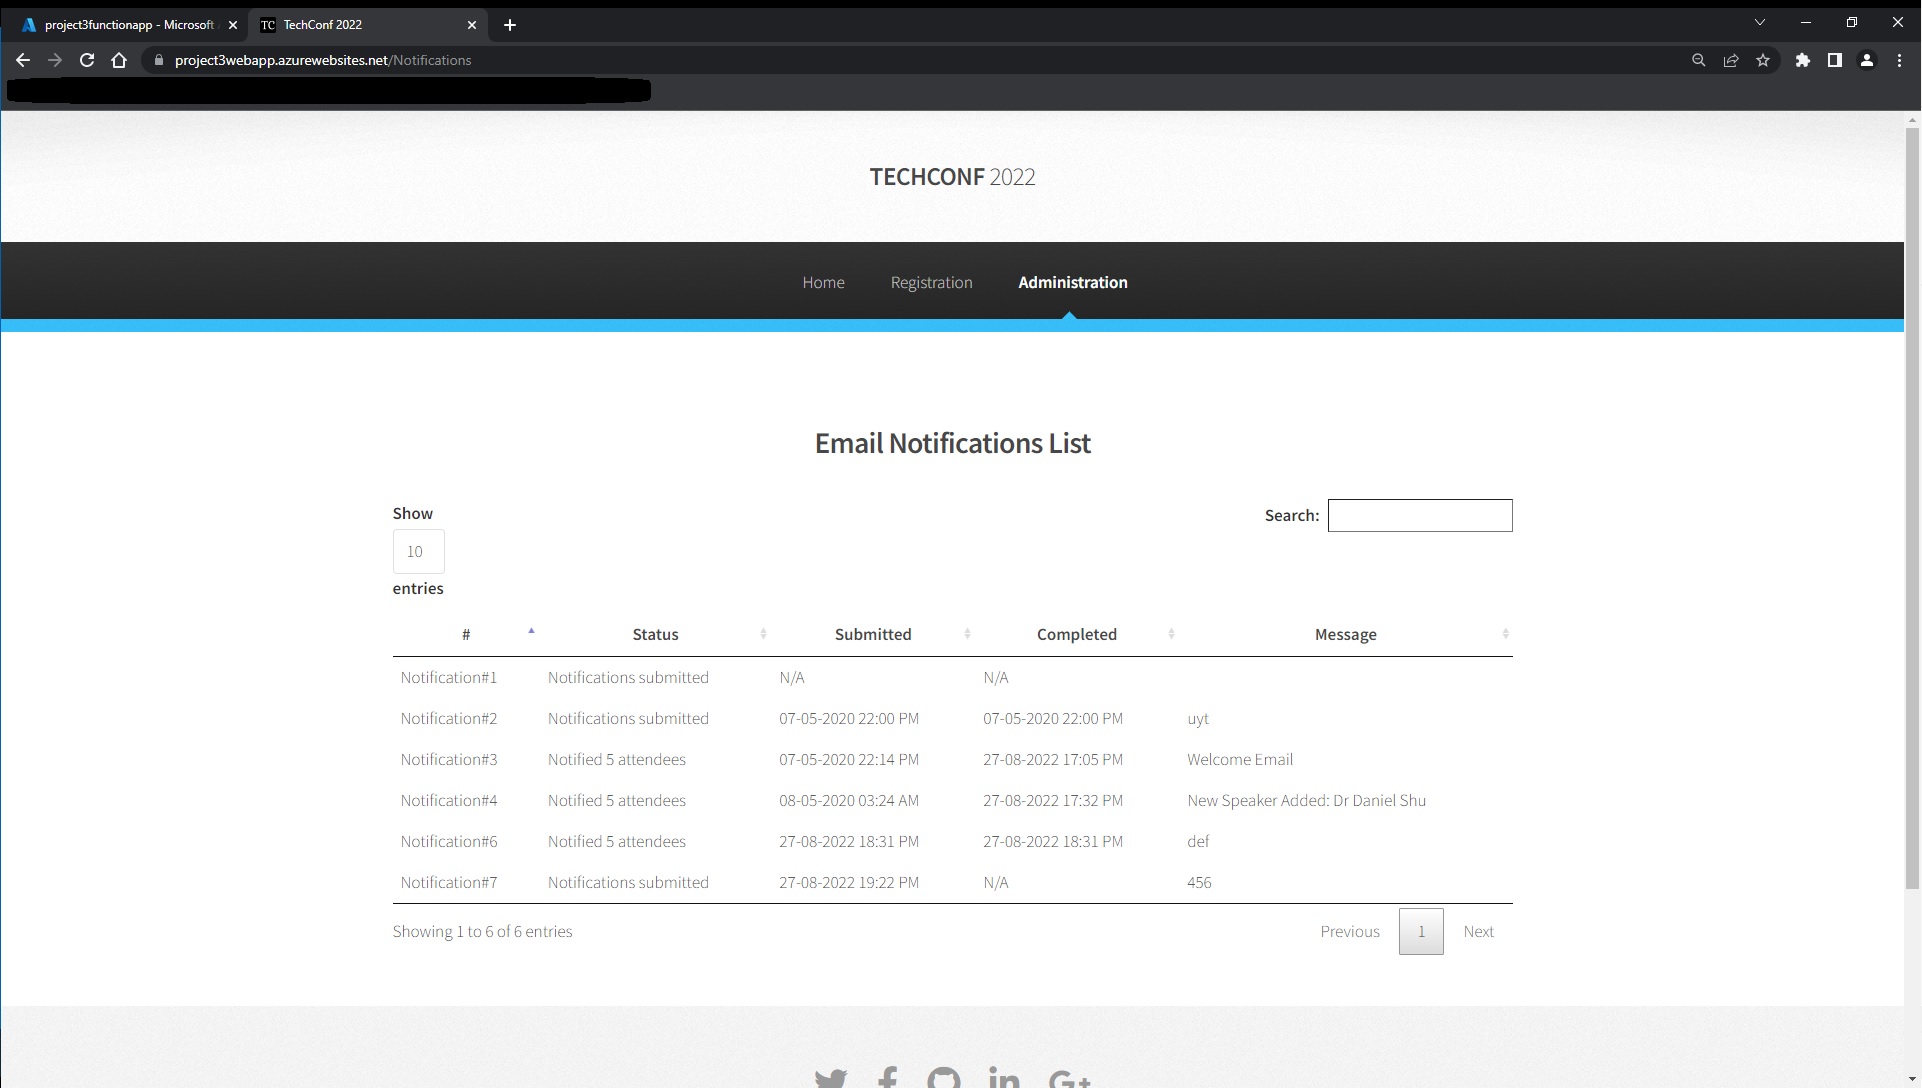 project3functionapp - Microsoft
TC TechConf 2022
project3webapp.azurewebsites.net/Notifications
TECHCONF 2022
Home Registration Administration
Email Notifications List
Show
10
entries
Search:
# Status Submitted Completed Message
Notification#1 Notifications submitted N/A N/A
Notification#2 Notifications submitted 07-05-2020 22:00 PM 07-05-2020 22:00 PM uyt
Notification#3 Notified 5 attendees 07-05-2020 22:14 PM 27-08-2022 17:05 PM Welcome Email
Notification#4 Notified 5 attendees 08-05-2020 03:24 AM 27-08-2022 17:32 PM New Speaker Added: Dr Daniel Shu
Notification#6 Notified 5 attendees 27-08-2022 18:31 PM 27-08-2022 18:31 PM def
Notification#7 Notifications submitted 27-08-2022 19:22 PM N/A 456
Showing 1 to 6 of 6 entries
Previous 1 Next